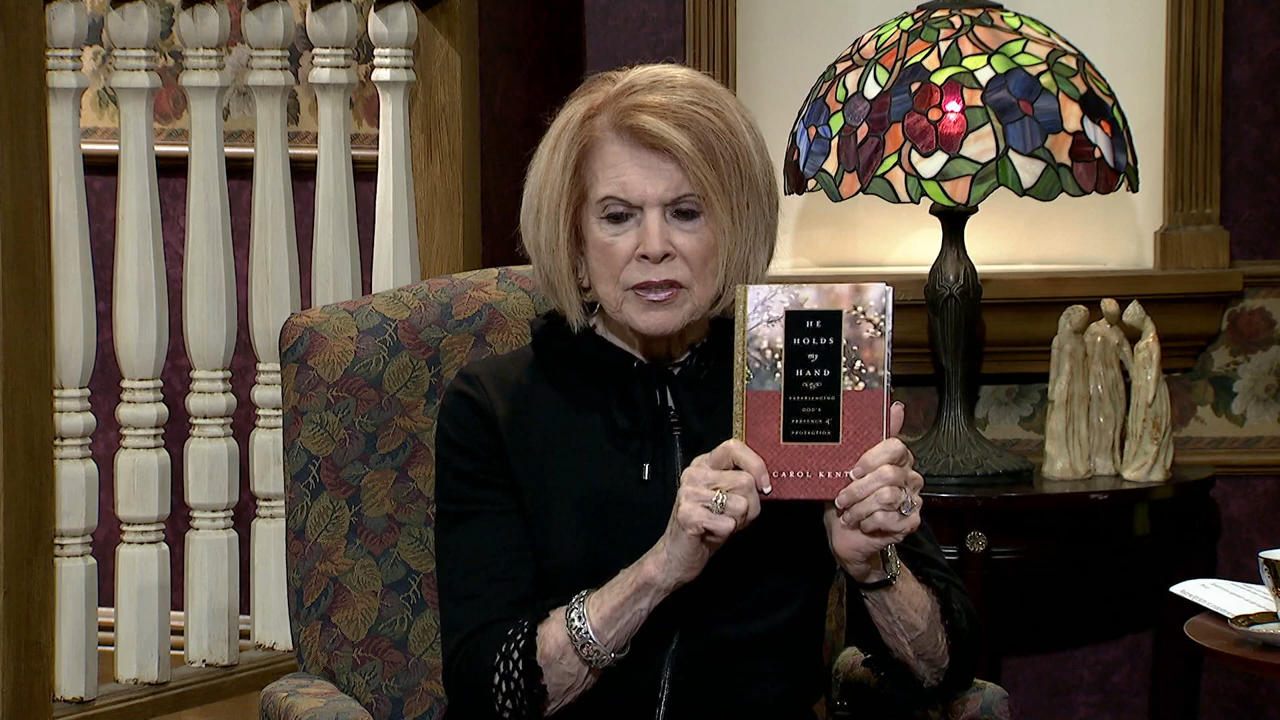 HE
HOLDS
my
HAND
EXPERIENCING
GOD'S
PRESENCE &
PROTECTION
CAROL KENT